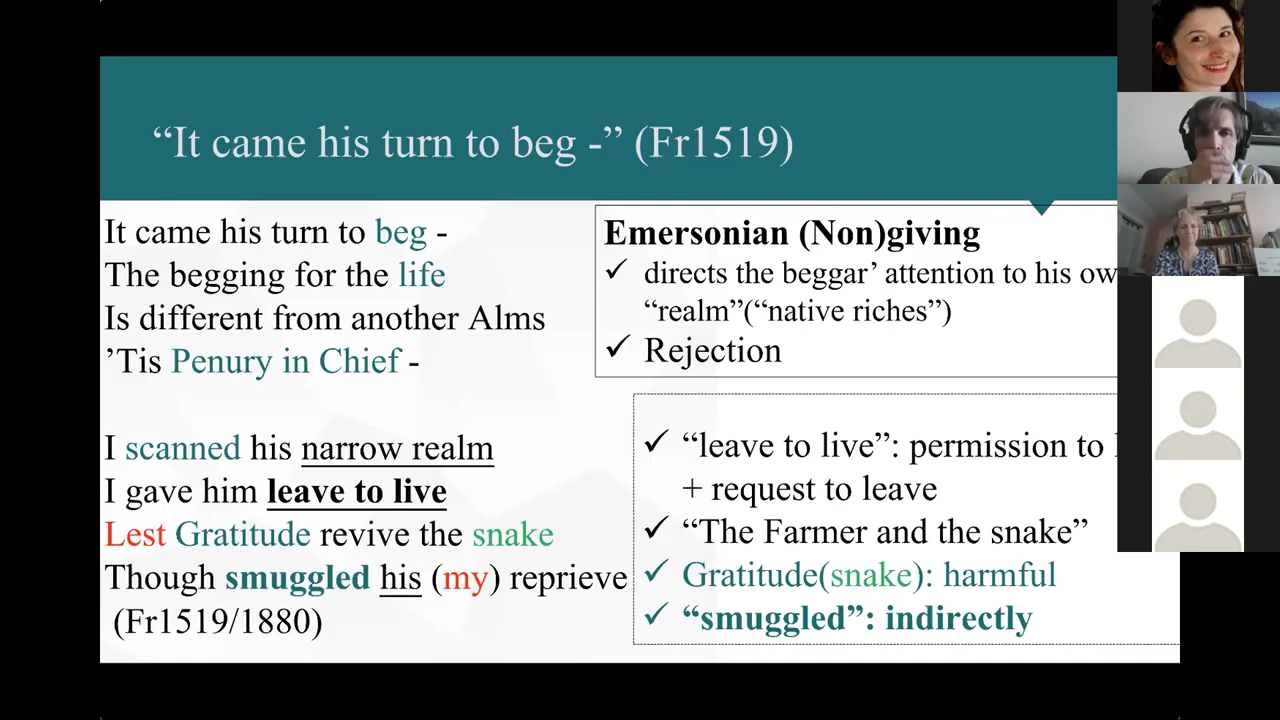 “It came his turn to beg -” (Fr1519)
It came his turn to beg -
The begging for the life
Is different from another Alms
’Tis Penury in Chief -
I scanned his narrow realm
I gave him leave to live
Lest Gratitude revive the snake
Though smuggled his (my) reprieve
(Fr1519/1880)
Emersonian (Non)giving
✓ directs the beggar’ attention to his
“realm”(“native riches”)
✓ Rejection
✓ “leave to live”: permission to
+ request to leave
✓ “The Farmer and the snake”
✓ Gratitude(snake): harmful
✓ “smuggled”: indirectly